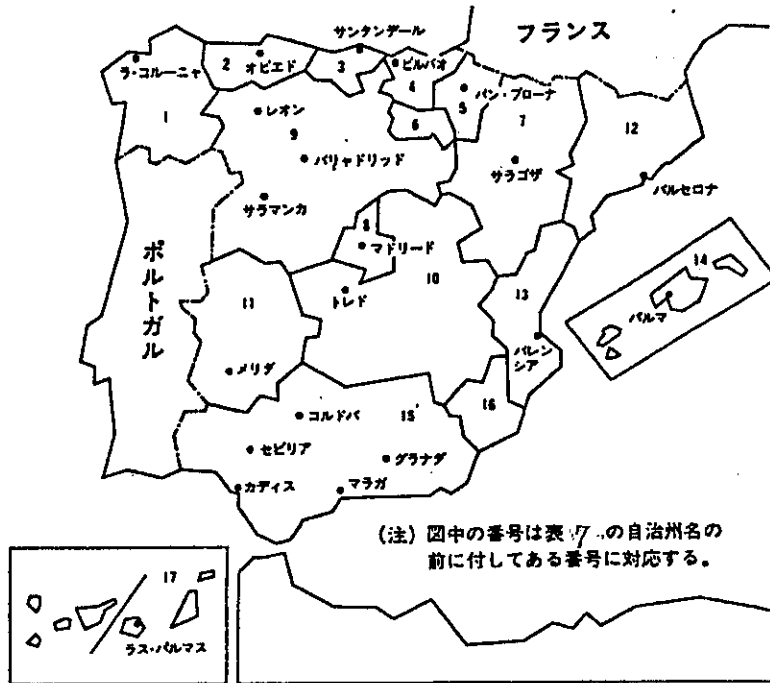 フランス
サンタンデール
ラ・コルーニャ
2
オビエド
3
ビルバオ
4
5
パン・プローナ
1
レオン
9
6
7
12
バリャドリッド
サラゴザ
バルセロナ
サラマンカ
8
マドリード
ポルトガル
10
14
11
トレド
13
パルマ
メリダ
バレン
シア
16
コルドバ
15
セビリア
グラナダ
カディス
マラガ
(注) 図中の番号は表 7 の自治州名の
前に付してある番号に対応する。
17
ラス・パルマス